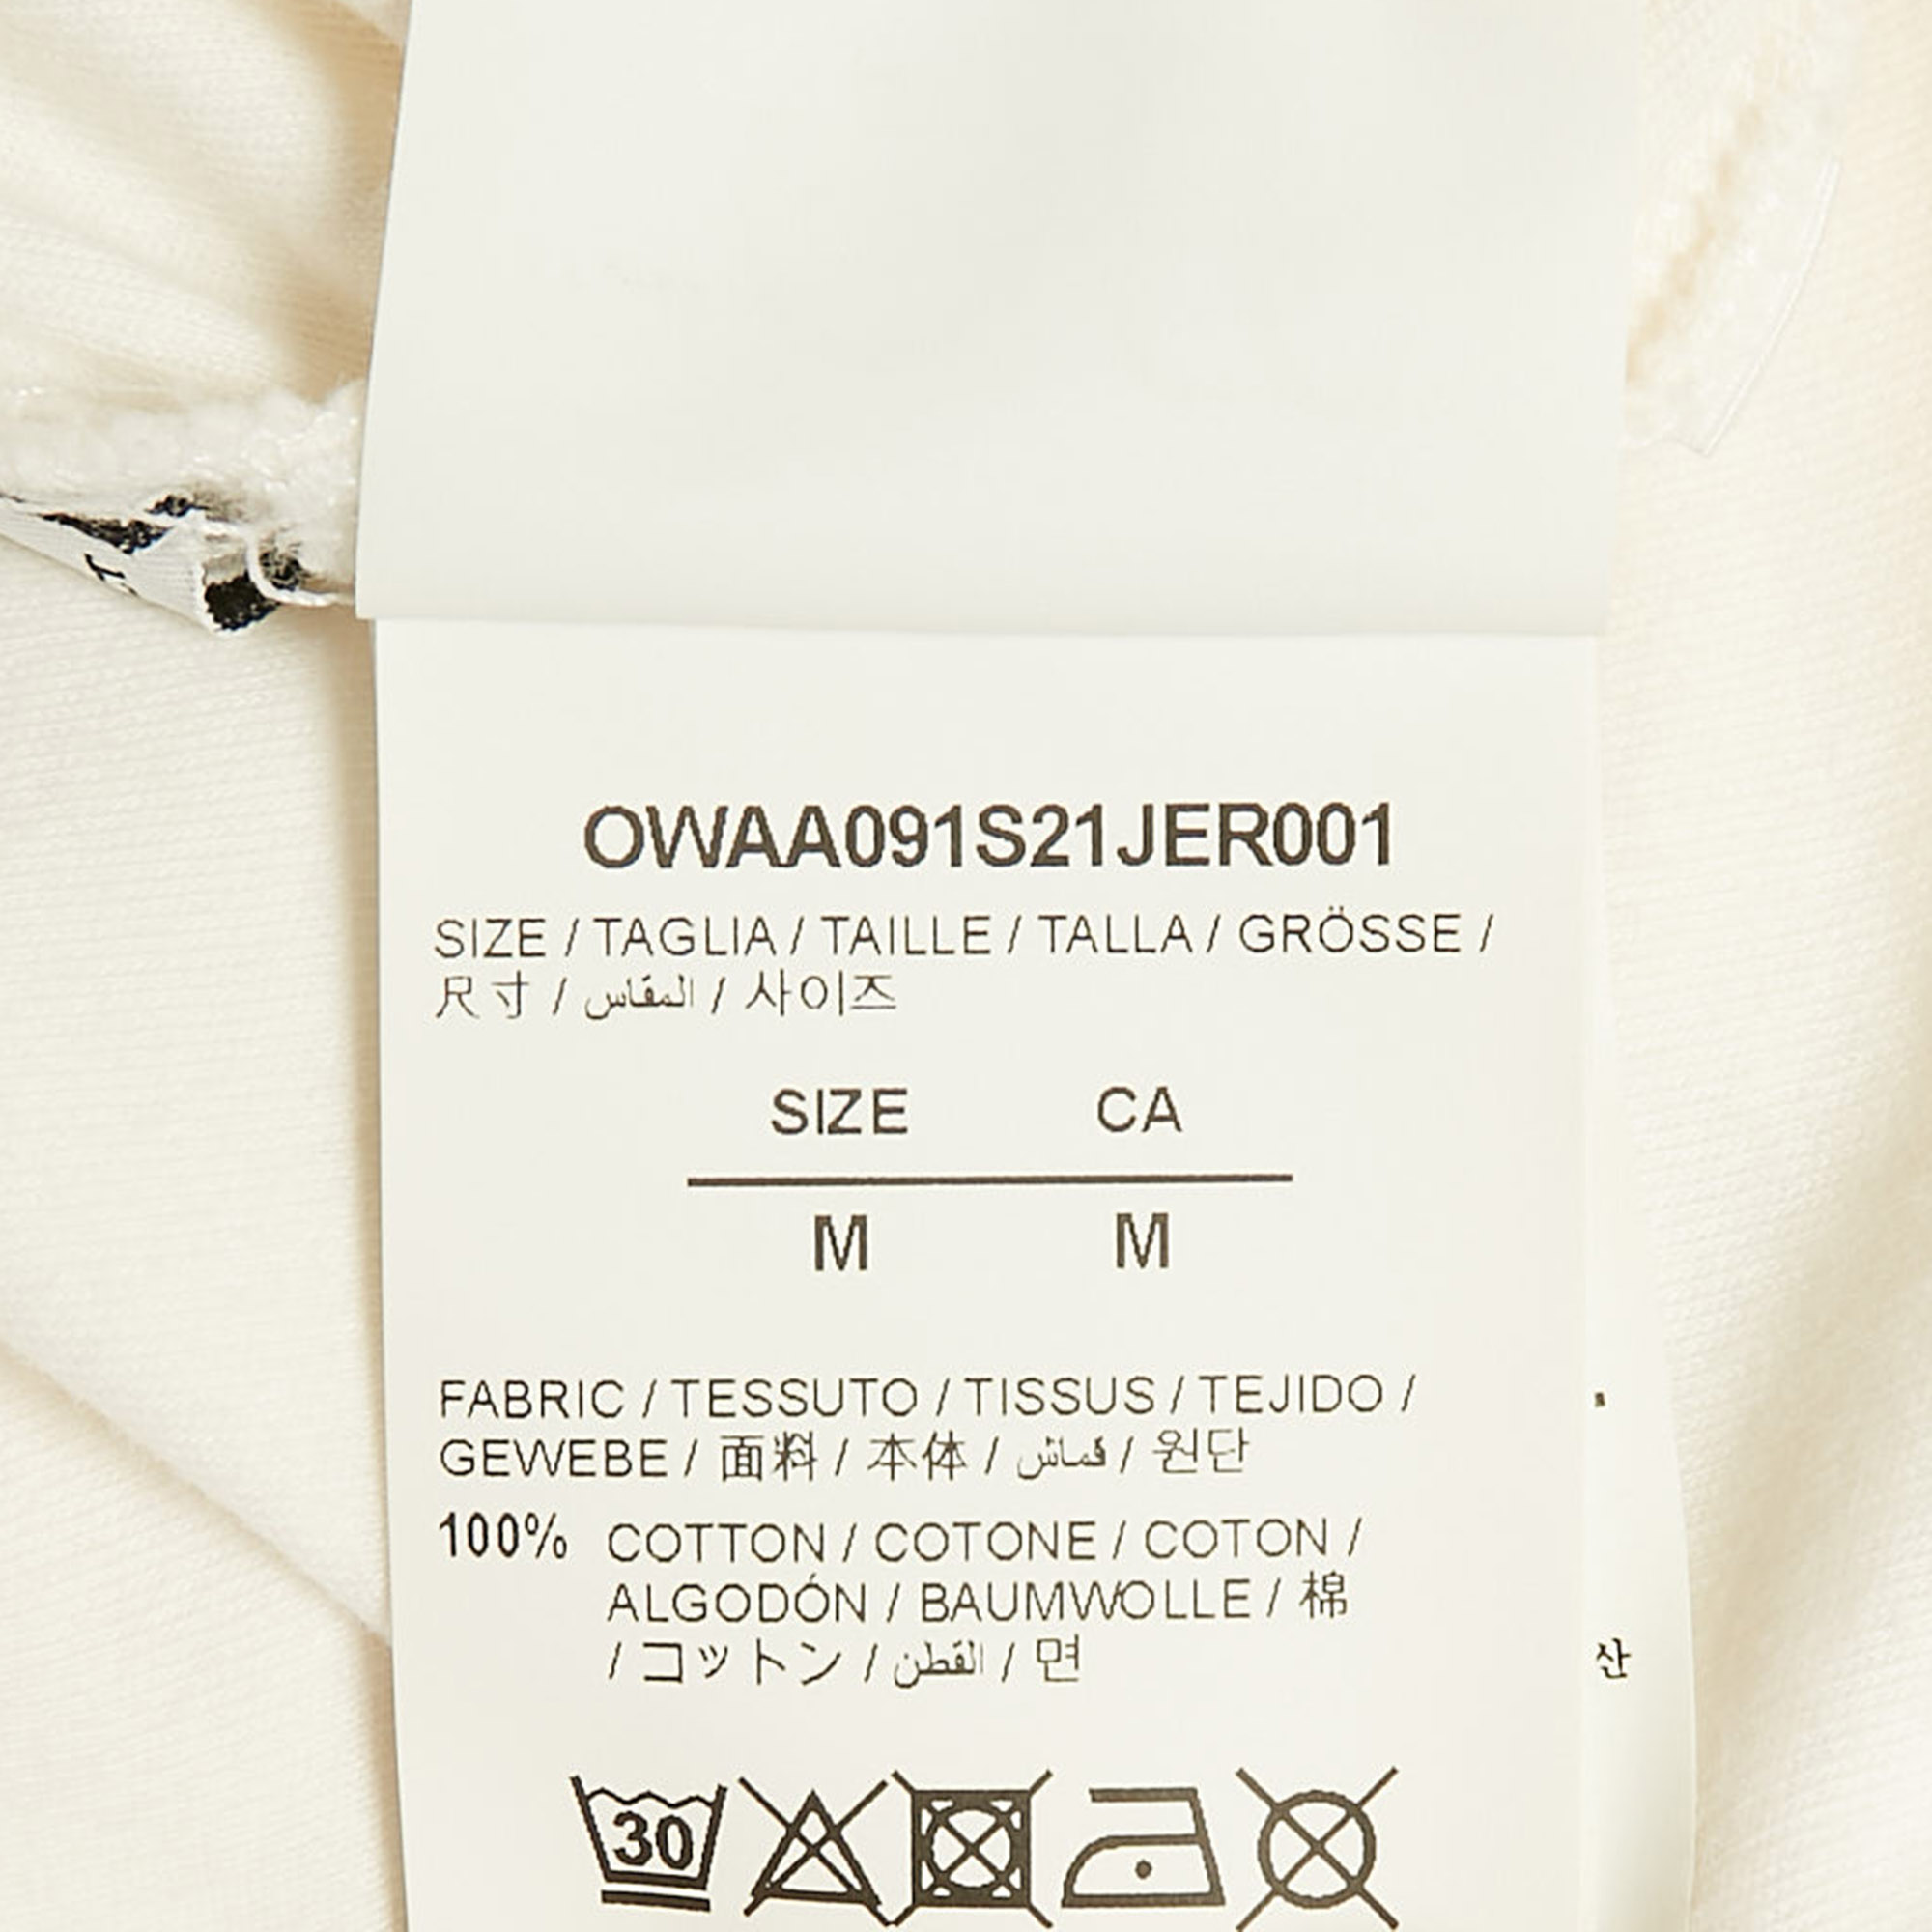 OWAA091S21JER001
SIZE / TAGLIA / TAILLE / TALLA / GRÖSSE /
尺寸 / المقاس / 사이즈
SIZE CA
M M
FABRIC / TESSUTO / TISSUS / TEJIDO /
GEWEBE / 面料 / 本体 / قماش / 원단
100% COTTON / COTONE / COTON /
ALGODÓN / BAUMWOLLE / 棉
/ コットン / القطن / 면
산
30